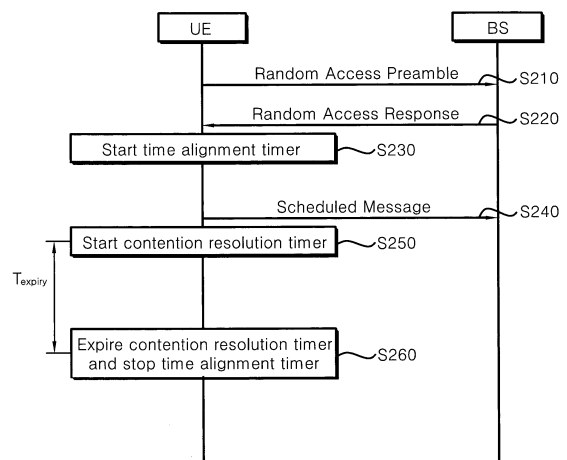 UE
BS
Random Access Preamble
S210
Random Access Response
S220
Start time alignment timer
S230
Scheduled Message
S240
Start contention resolution timer
S250
Texpiry
Expire contention resolution timer
and stop time alignment timer
S260